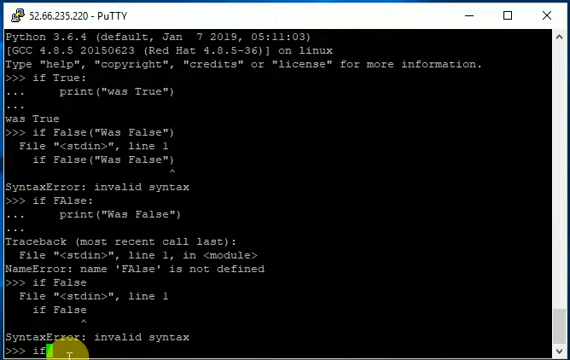 52.66.235.220 - PuTTY
Python 3.6.4 (default, Jan  7 2019, 05:11:03)
[GCC 4.8.5 20150623 (Red Hat 4.8.5-36)] on linux
Type "help", "copyright", "credits" or "license" for more information.
>>> if True:
...     print("was True")
...
was True
>>> if False("Was False")
  File "<stdin>", line 1
    if False("Was False")
                        ^
SyntaxError: invalid syntax
>>> if FAlse:
...     print("Was False")
...
Traceback (most recent call last):
  File "<stdin>", line 1, in <module>
NameError: name 'FAlse' is not defined
>>> if False
  File "<stdin>", line 1
    if False
           ^
SyntaxError: invalid syntax
>>> if